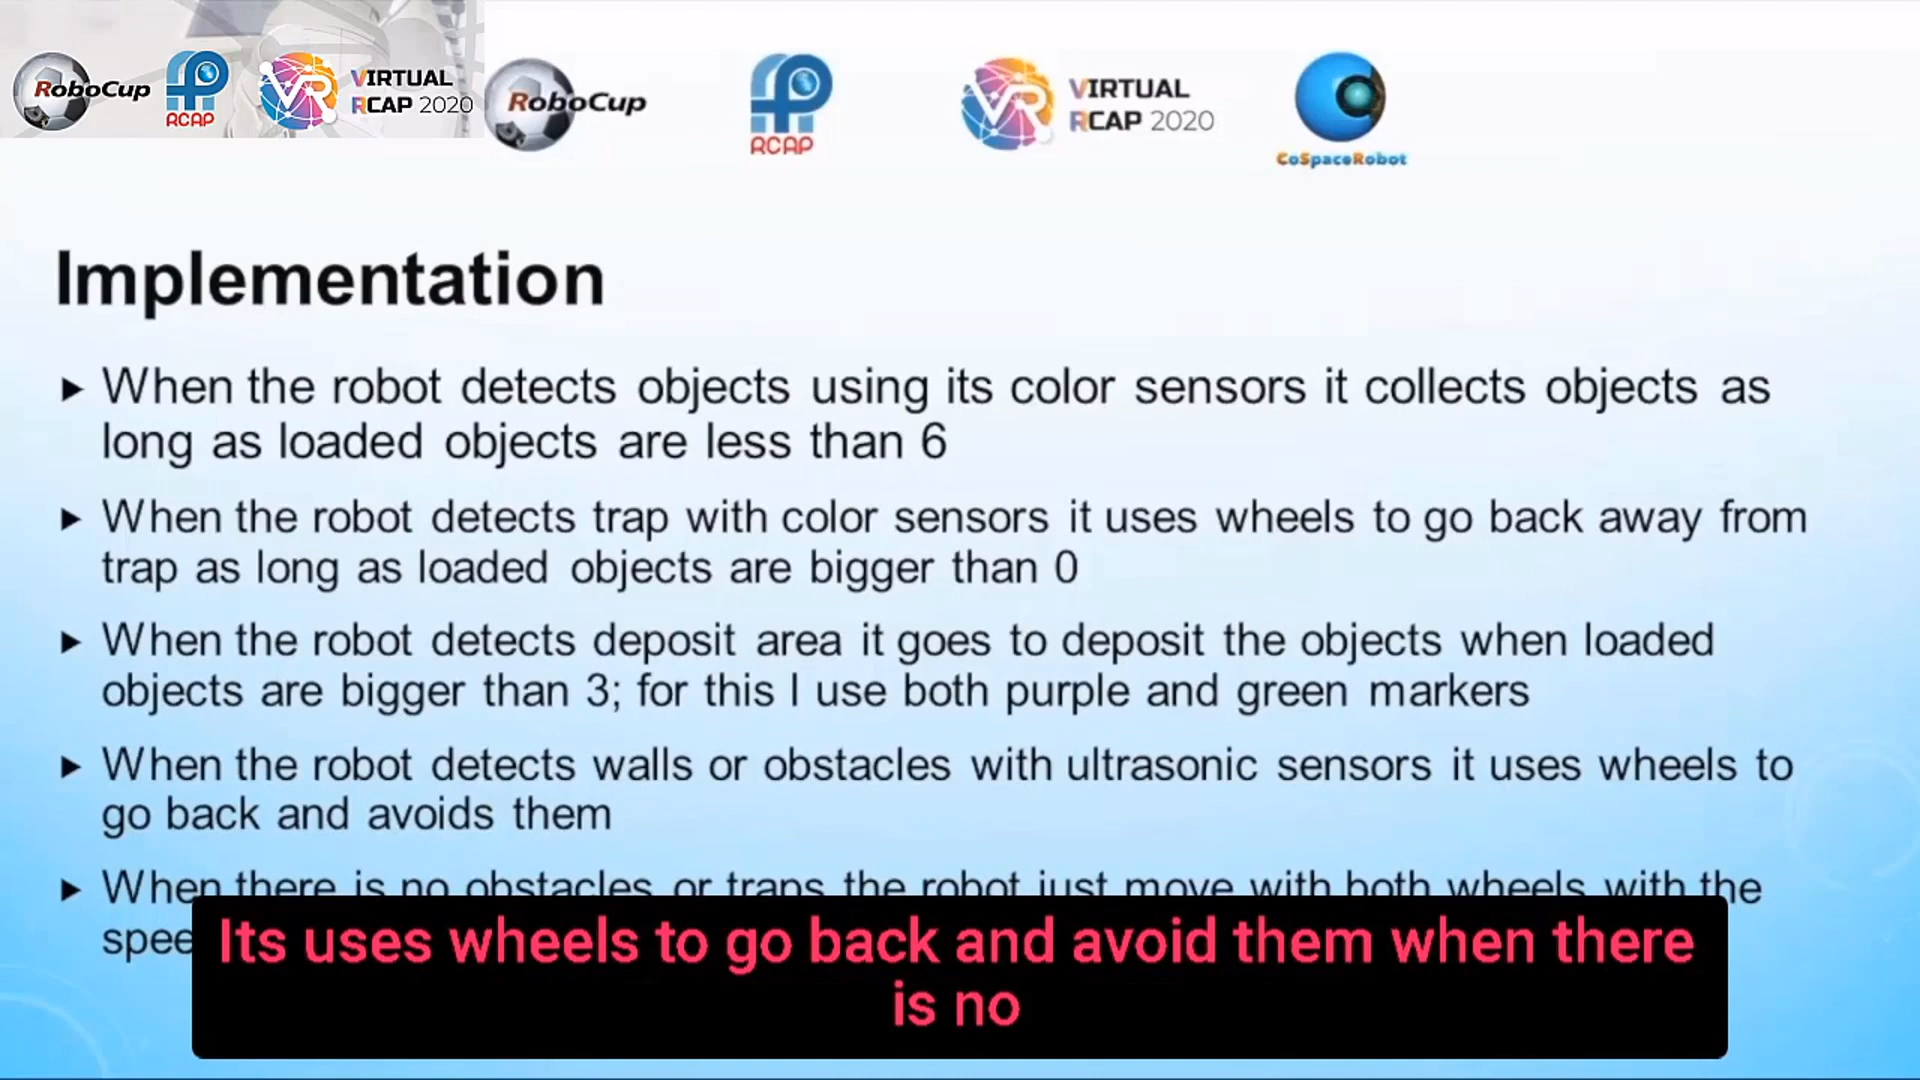 RoboCup
RCAP
VIRTUAL
RCAP 2020
RoboCup
RCAP
VIRTUAL
RCAP 2020
CoSpaceRobot
Implementation
When the robot detects objects using its color sensors it collects objects as
long as loaded objects are less than 6
When the robot detects trap with color sensors it uses wheels to go back away from
trap as long as loaded objects are bigger than 0
When the robot detects deposit area it goes to deposit the objects when loaded
objects are bigger than 3; for this I use both purple and green markers
When the robot detects walls or obstacles with ultrasonic sensors it uses wheels to
go back and avoids them
When there is no obstacles or traps the robot just move with both wheels with the
Its uses wheels to go back and avoid them when there
is no